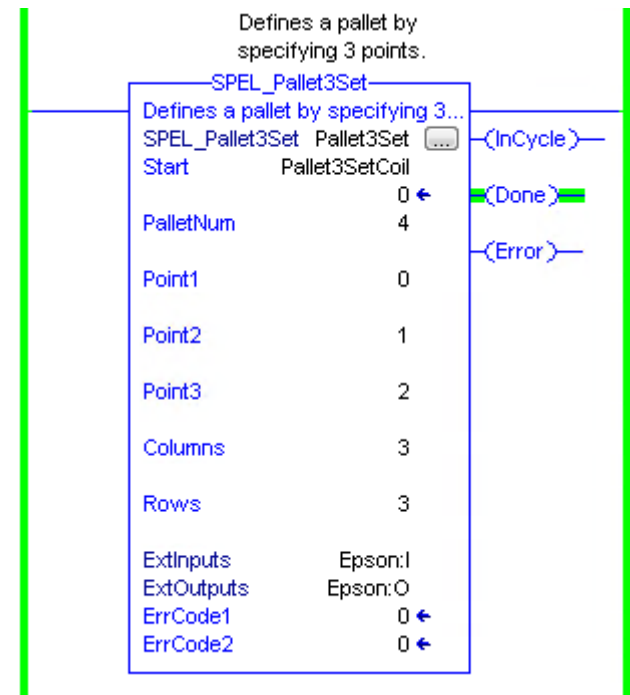 Defines a pallet by
specifying 3 points.
SPEL_Pallet3Set
Defines a pallet by specifying 3...
SPEL_Pallet3Set Pallet3Set ... (InCycle)
Start Pallet3SetCoil
0 (Done)
PalletNum 4
(Error)
Point1 0
Point2 1
Point3 2
Columns 3
Rows 3
ExtInputs Epson:I
ExtOutputs Epson:O
ErrCode1 0
ErrCode2 0